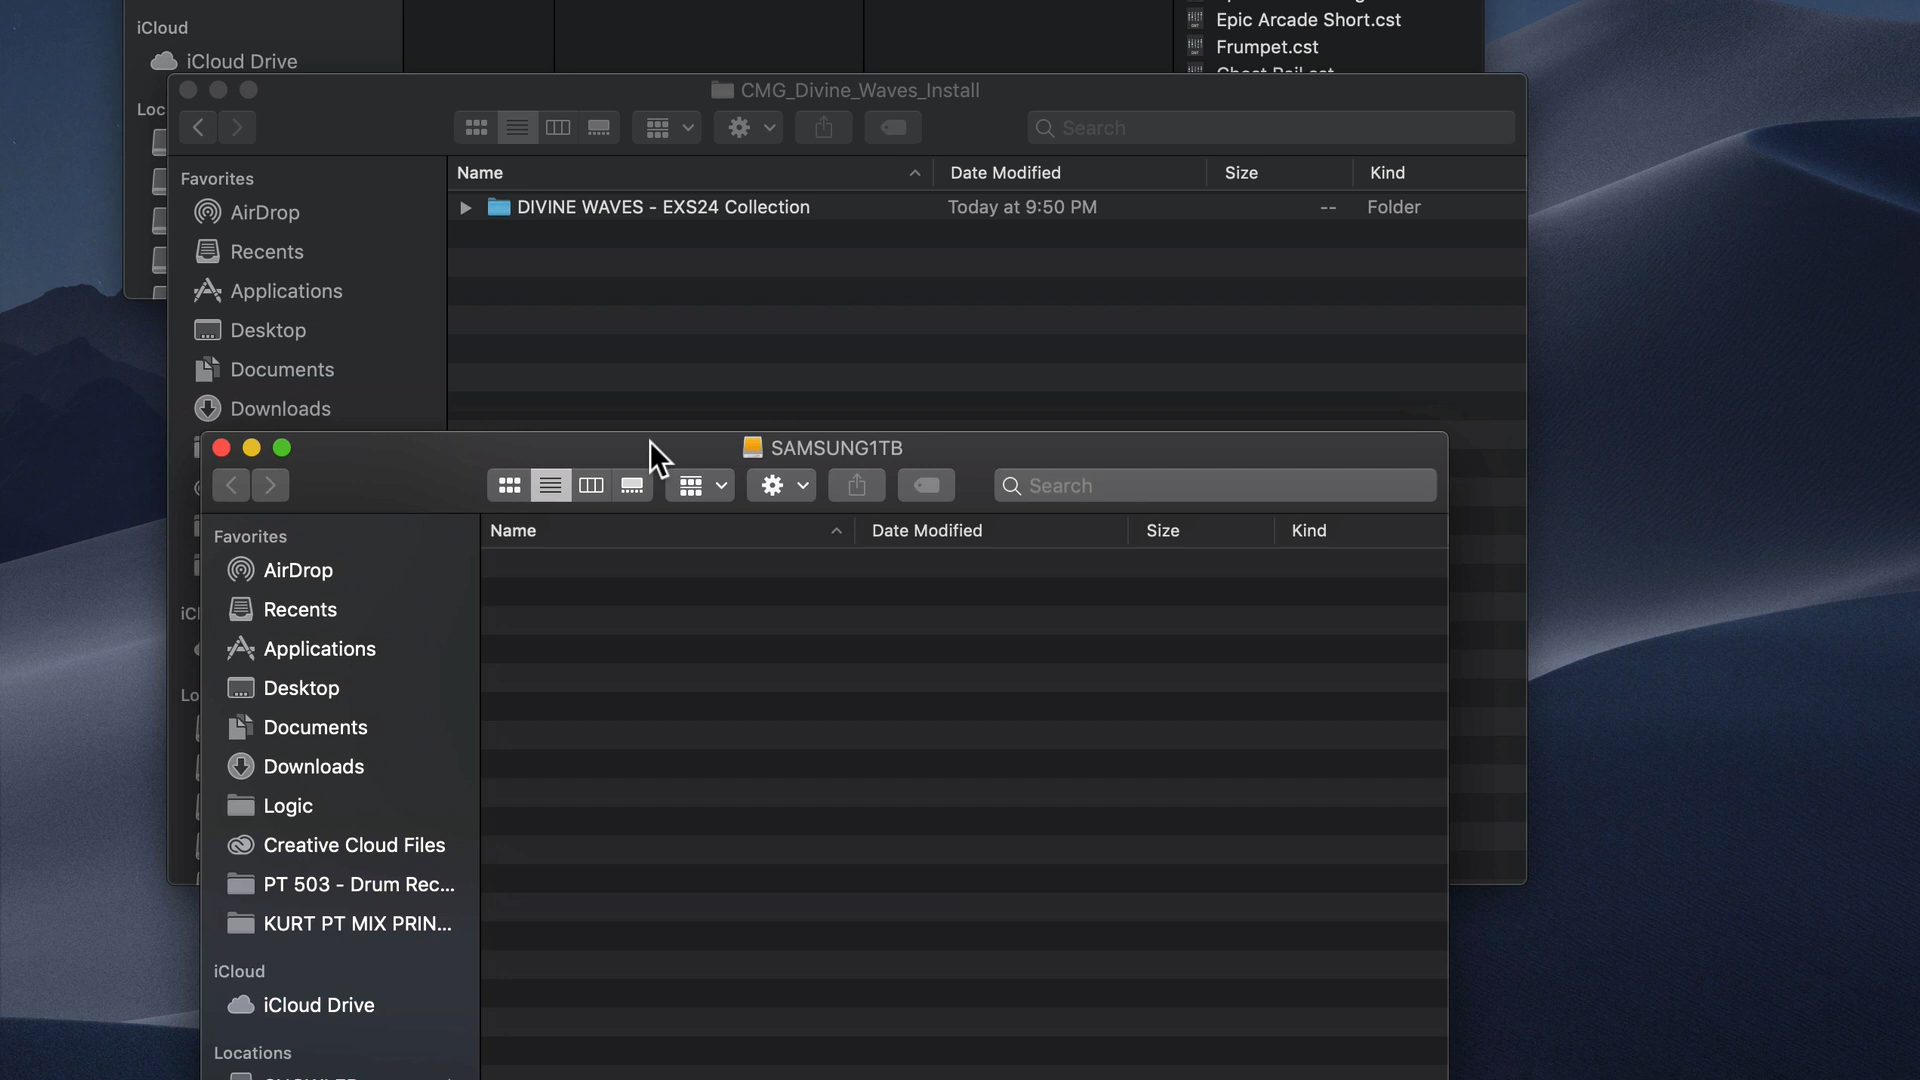 iCloud
iCloud Drive
Loc
Epic Arcade Short.cst
Frumpet.cst
CMG_Divine_Waves_Install
Search
Favorites
AirDrop
Recents
Applications
Desktop
Documents
Downloads
Name
Date Modified
Size
Kind
DIVINE WAVES - EXS24 Collection
Today at 9:50 PM
--
Folder
iCl
Lo
SAMSUNG1TB
Search
Name
Date Modified
Size
Kind
Favorites
AirDrop
Recents
Applications
Desktop
Documents
Downloads
Logic
Creative Cloud Files
PT 503 - Drum Rec...
KURT PT MIX PRIN...
iCloud
iCloud Drive
Locations